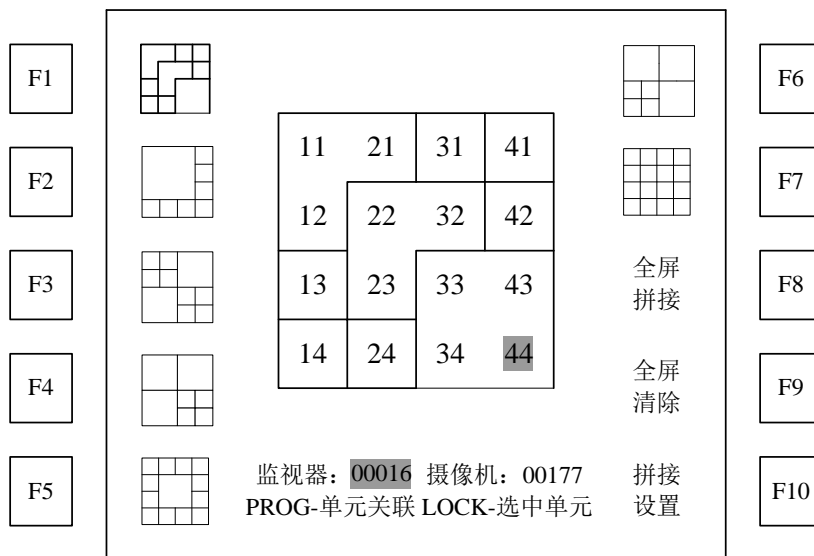 F1
F2
F3
F4
F5
11 21 31 41
12 22 32 42
13 23 33 43
14 24 34 44
监视器：00016 摄像机：00177
PROG-单元关联 LOCK-选中单元
全屏
拼接
全屏
清除
拼接
设置
F6
F7
F8
F9
F10